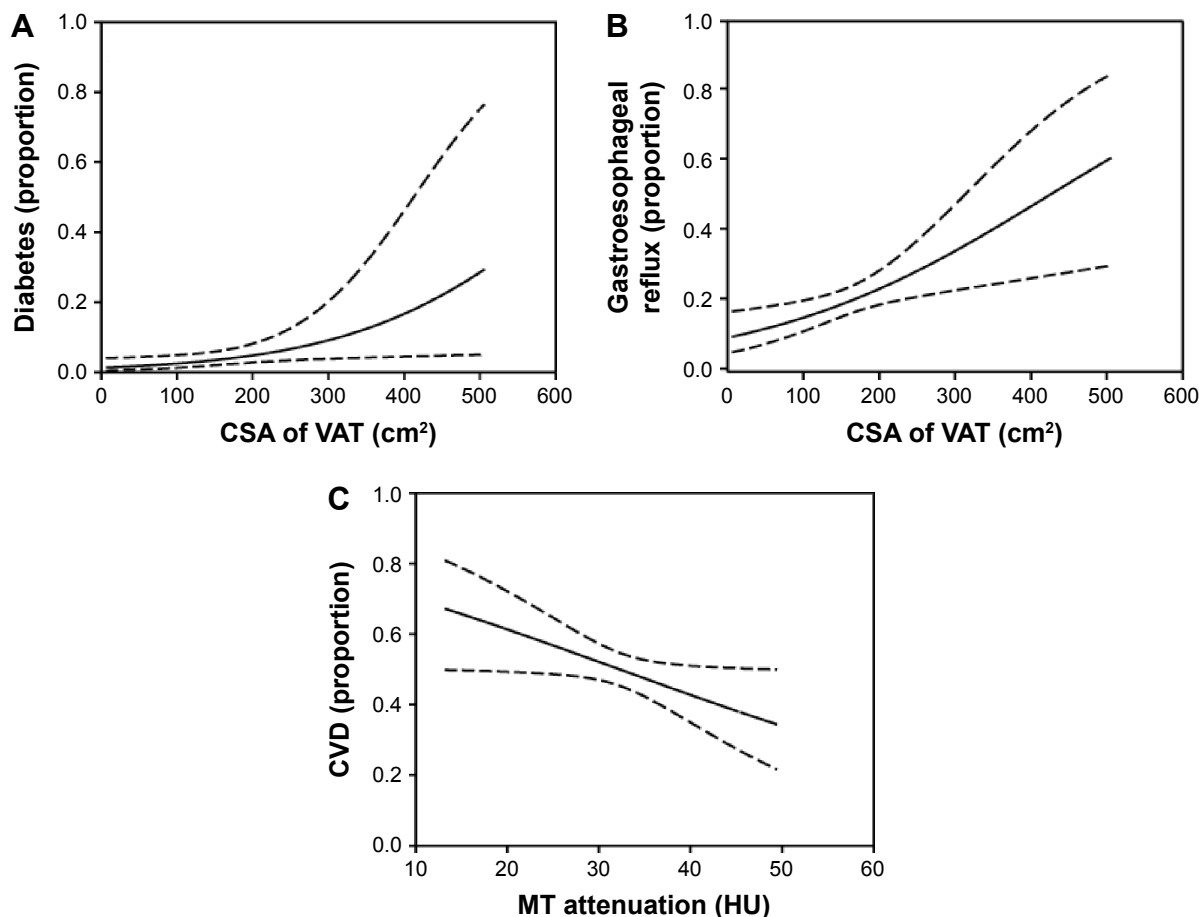 A
Diabetes (proportion)
1.0
0.8
0.6
0.4
0.2
0.0
0 100 200 300 400 500 600
CSA of VAT (cm²)
B
Gastroesophageal
reflux (proportion)
1.0
0.8
0.6
0.4
0.2
0.0
0 100 200 300 400 500 600
CSA of VAT (cm²)
C
CVD (proportion)
1.0
0.8
0.6
0.4
0.2
0.0
10 20 30 40 50 60
MT attenuation (HU)